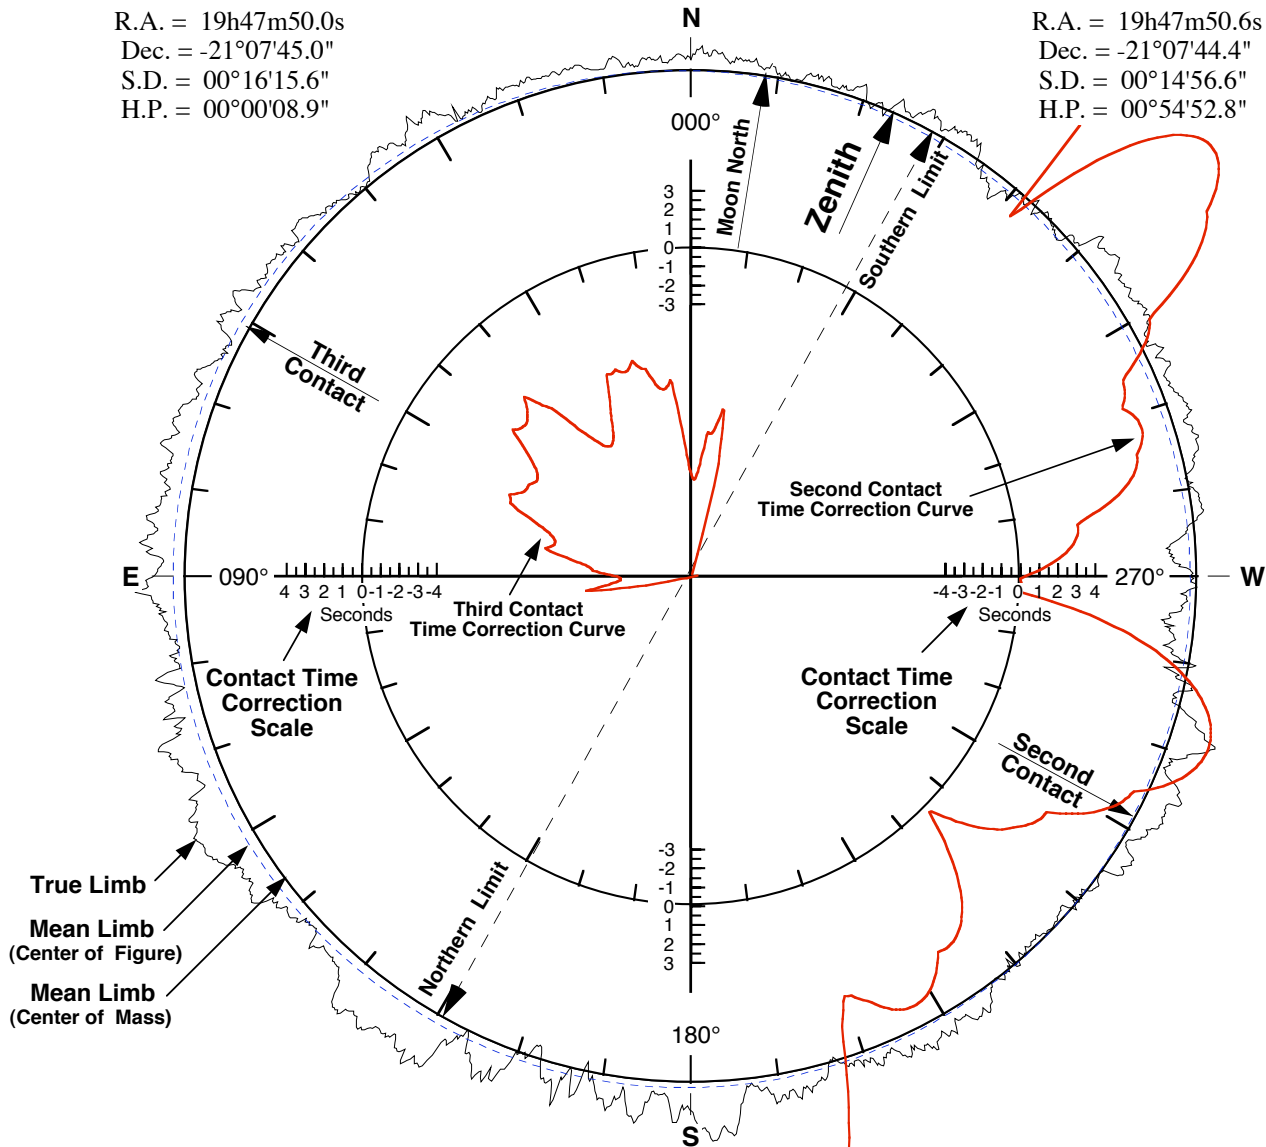 R.A. = 19h47m50.0s
Dec. = -21°07'45.0"
S.D. = 00°16'15.6"
H.P. = 00°00'08.9"
N
R.A. = 19h47m50.6s
Dec. = -21°07'44.4"
S.D. = 00°14'56.6"
H.P. = 00°54'52.8"
000°
Moon North
Zenith
Southern Limit
3
2
1
0
-1
-2
-3
Third
Contact
Second Contact
Time Correction Curve
E
090°
270°
W
4 3 2 1 0 -1 -2 -3 -4
Seconds
-4 -3 -2 -1 0 1 2 3 4
Seconds
Third Contact
Time Correction Curve
Contact Time
Correction
Scale
Contact Time
Correction
Scale
Second
Contact
-3
-2
-1
0
1
2
3
Northern Limit
True Limb
Mean Limb
(Center of Figure)
Mean Limb
(Center of Mass)
180°
S